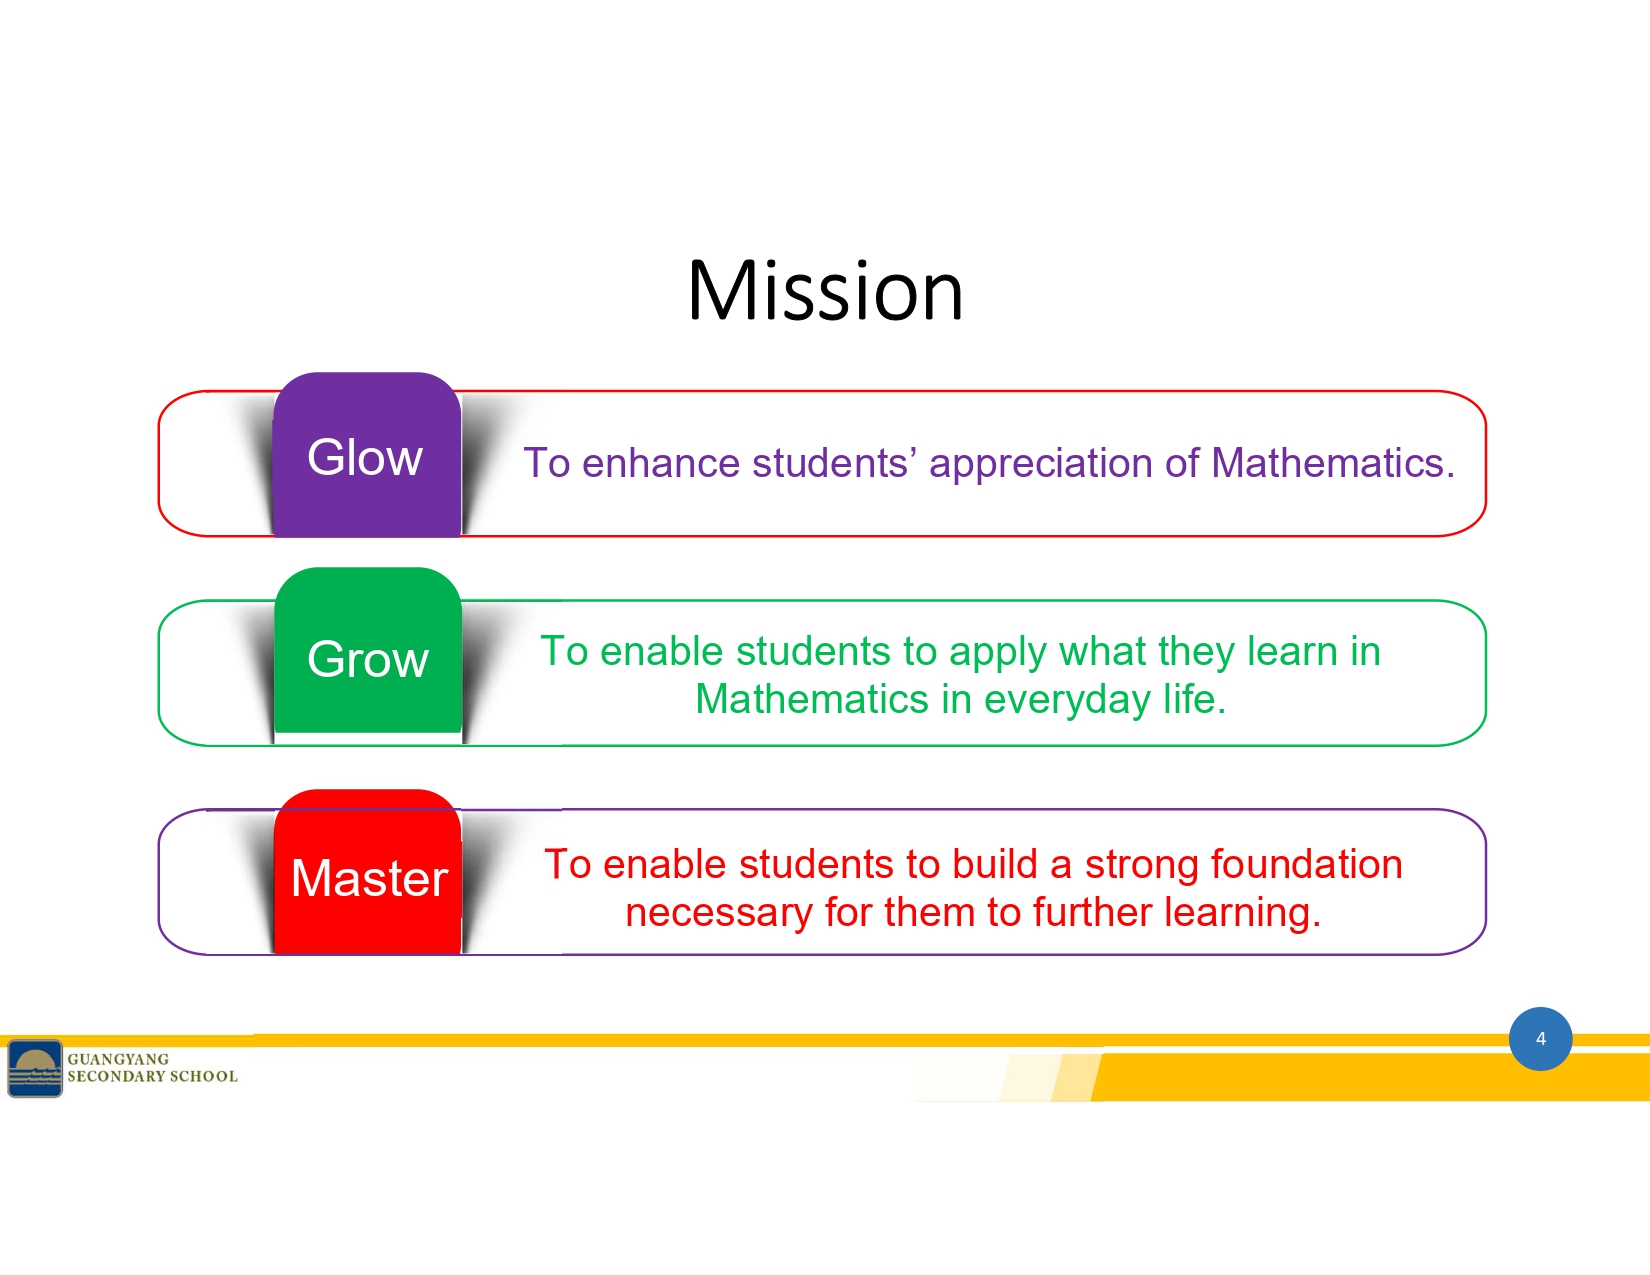 Mission
Glow
To enhance students’ appreciation of Mathematics.
Grow
To enable students to apply what they learn in
Mathematics in everyday life.
Master
To enable students to build a strong foundation
necessary for them to further learning.
4
GUANGYANG
SECONDARY SCHOOL